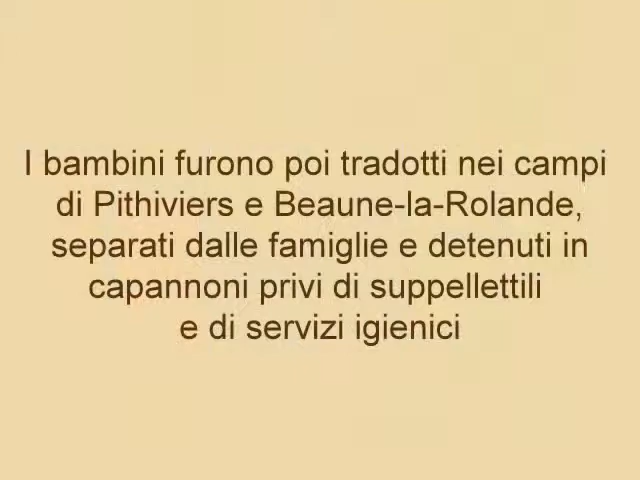 I bambini furono poi tradotti nei campi
di Pithiviers e Beaune-la-Rolande,
separati dalle famiglie e detenuti in
capannoni privi di suppellettili
e di servizi igienici